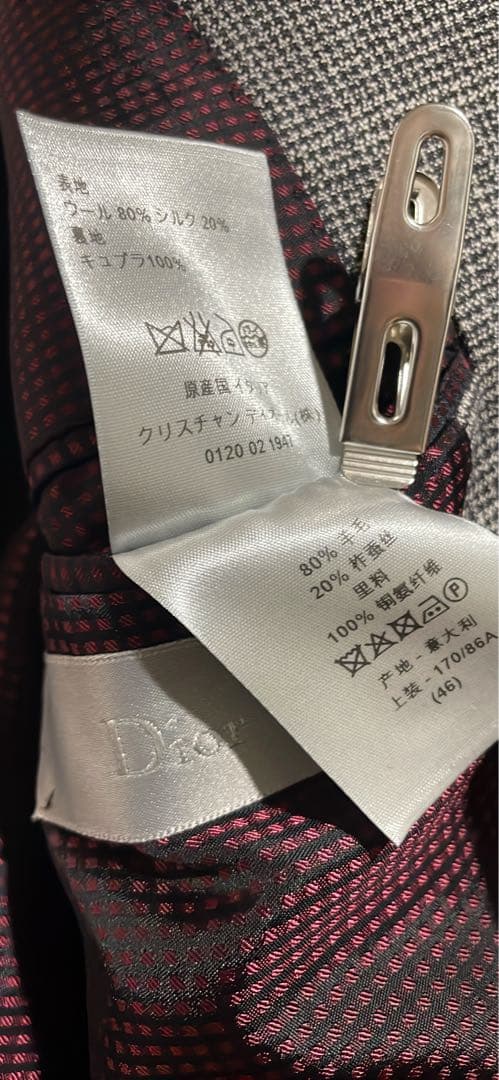 表地
ウール 80% シルク 20%
裏地
キュプラ100%
原産国 イタリア
クリスチャン ディオール(株)
0120 02 1947
80% 羊毛
20% 柞蚕丝
里料
100% 铜氨纤维
P
产地 - 意大利
上装 - 170/86A
(46)